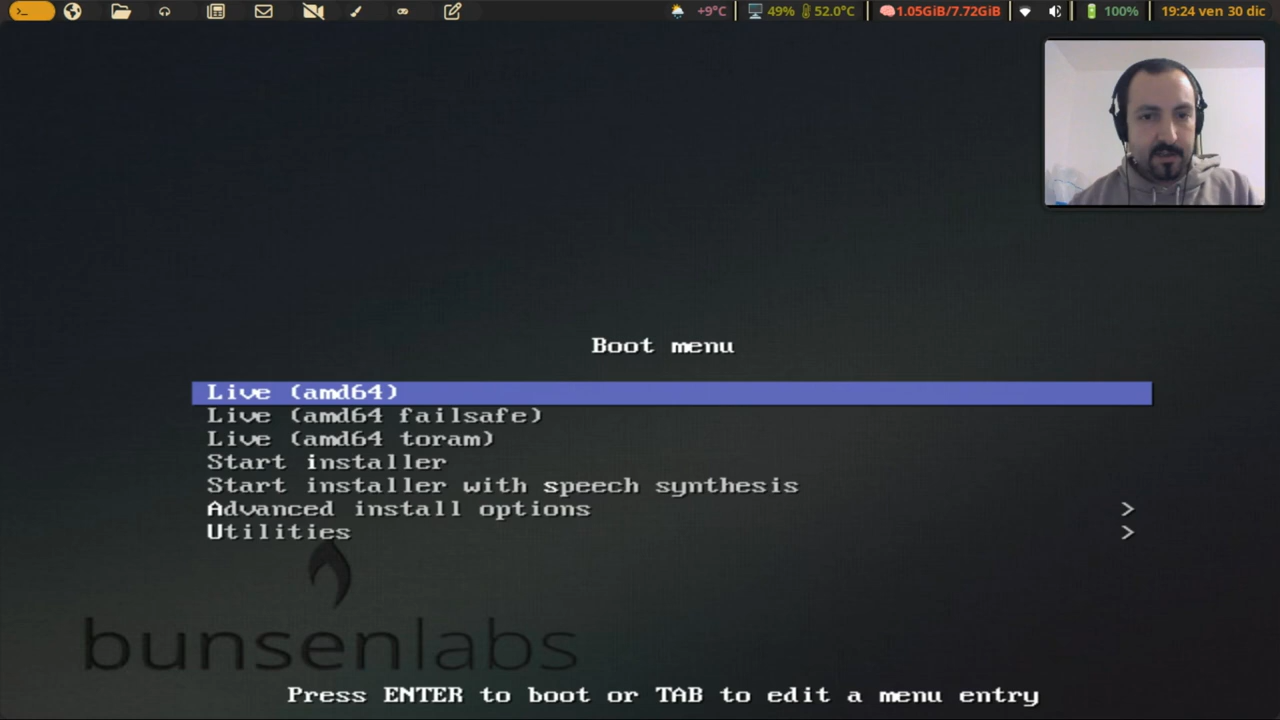 +9°C 49% 52.0°C 1.05GiB/7.72GiB 100% 19:24 ven 30 dic
Boot menu
Live (amd64)
Live (amd64 failsafe)
Live (amd64 toram)
Start installer
Start installer with speech synthesis
Advanced install options >
Utilities >
bunsenlabs
Press ENTER to boot or TAB to edit a menu entry